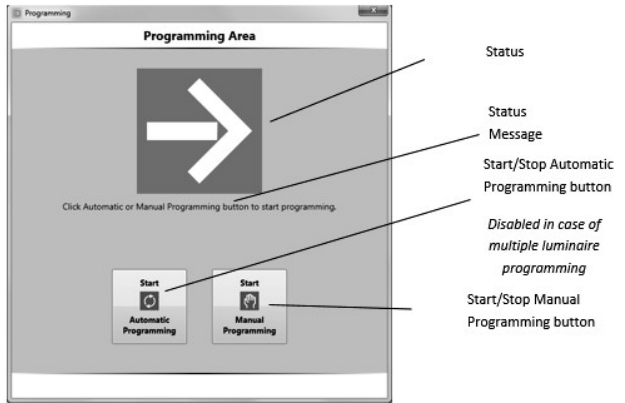 Programming
Programming Area
Status
Status
Message
Click Automatic or Manual Programming button to start programming.
Start/Stop Automatic
Programming button
Disabled in case of
multiple luminaire
programming
Start
Automatic
Programming
Start
Manual
Programming
Start/Stop Manual
Programming button